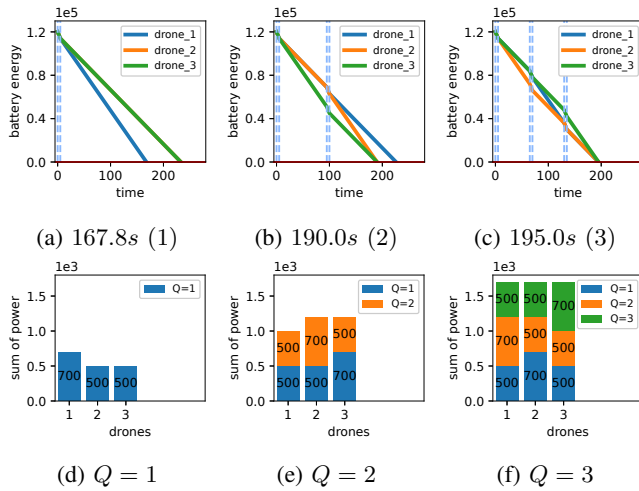 1e5
battery energy
1.2
0.8
0.4
0.0
drone_1
drone_2
drone_3
0
100
200
time
(a) 167.8s (1)
1e5
battery energy
1.2
0.8
0.4
0.0
drone_1
drone_2
drone_3
0
100
200
time
(b) 190.0s (2)
1e5
battery energy
1.2
0.8
0.4
0.0
drone_1
drone_2
drone_3
0
100
200
time
(c) 195.0s (3)
1e3
sum of power
1.5
1.0
0.5
0.0
Q=1
700
500
500
1
2
3
drones
(d) Q = 1
1e3
sum of power
1.5
1.0
0.5
0.0
Q=1
Q=2
500
700
500
500
500
700
1
2
3
drones
(e) Q = 2
1e3
sum of power
1.5
1.0
0.5
0.0
Q=1
Q=2
Q=3
500
500
700
700
500
500
500
700
500
1
2
3
drones
(f) Q = 3